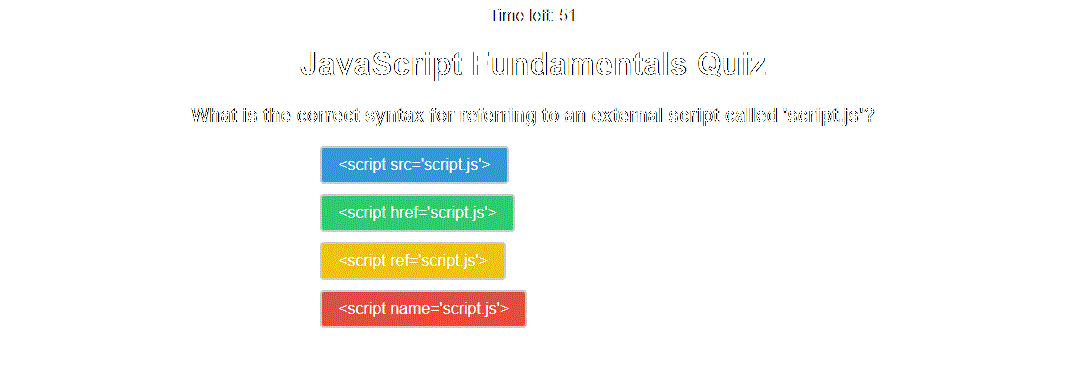 Time left: 51
JavaScript Fundamentals Quiz
What is the correct syntax for referring to an external script called 'script.js'?
<script src='script.js'>
<script href='script.js'>
<script ref='script.js'>
<script name='script.js'>